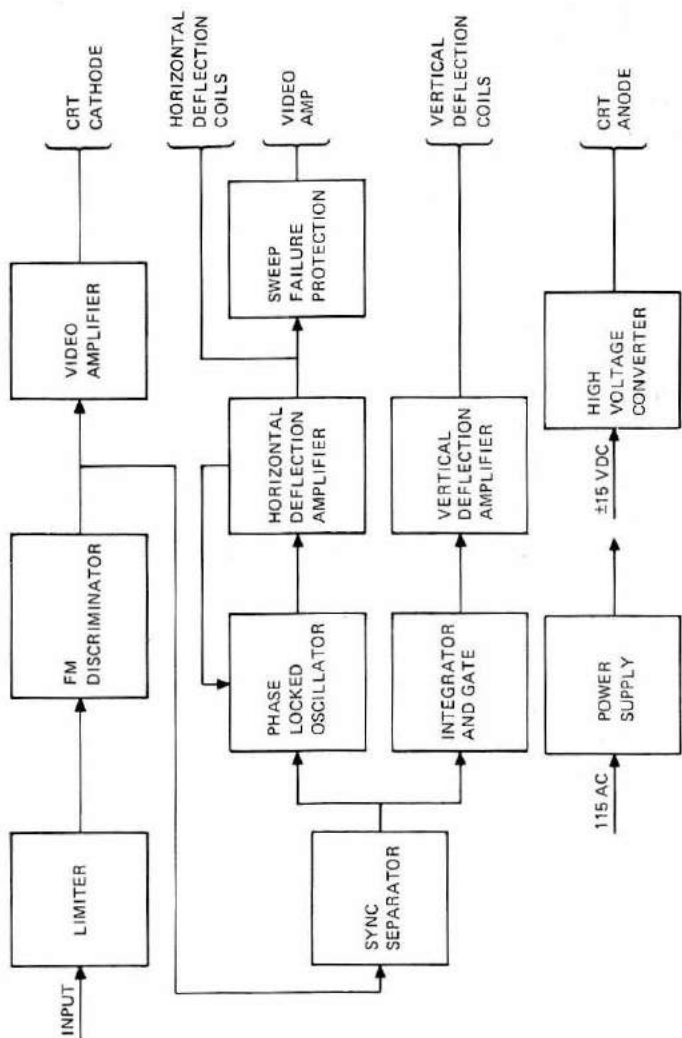 INPUT
LIMITER
FM
DISCRIMINATOR
VIDEO
AMPLIFIER
CRT
CATHODE
HORIZONTAL
DEFLECTION
COILS
SYNC
SEPARATOR
PHASE
LOCKED
OSCILLATOR
HORIZONTAL
DEFLECTION
AMPLIFIER
SWEEP
FAILURE
PROTECTION
VIDEO
AMP
INTEGRATOR
AND GATE
VERTICAL
DEFLECTION
AMPLIFIER
VERTICAL
DEFLECTION
COILS
115 AC
POWER
SUPPLY
±15 VDC
HIGH
VOLTAGE
CONVERTER
CRT
ANODE